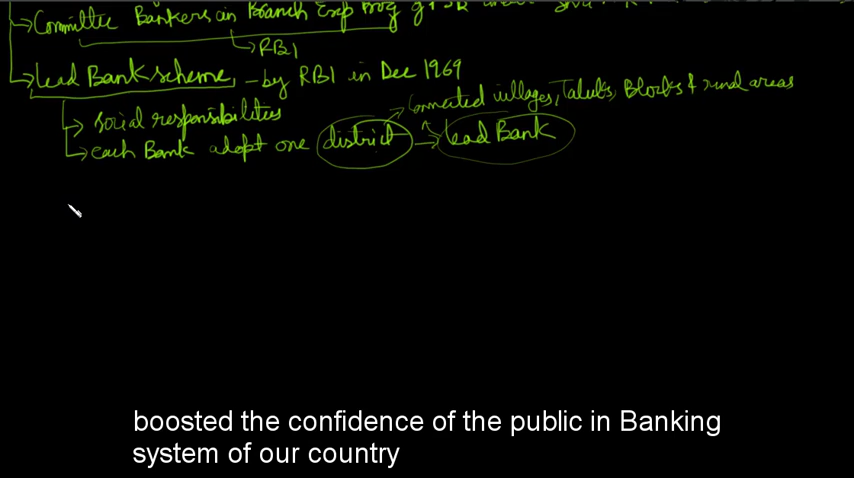 →Committee Bankers on Branch Exp Prog
→RBI
→Lead Bank scheme, - by RBI in Dec 1969
→ connected villages, Taluks, Blocks & rural areas
→ social responsibilities
→ each Bank adopt one district → lead Bank
boosted the confidence of the public in Banking
system of our country